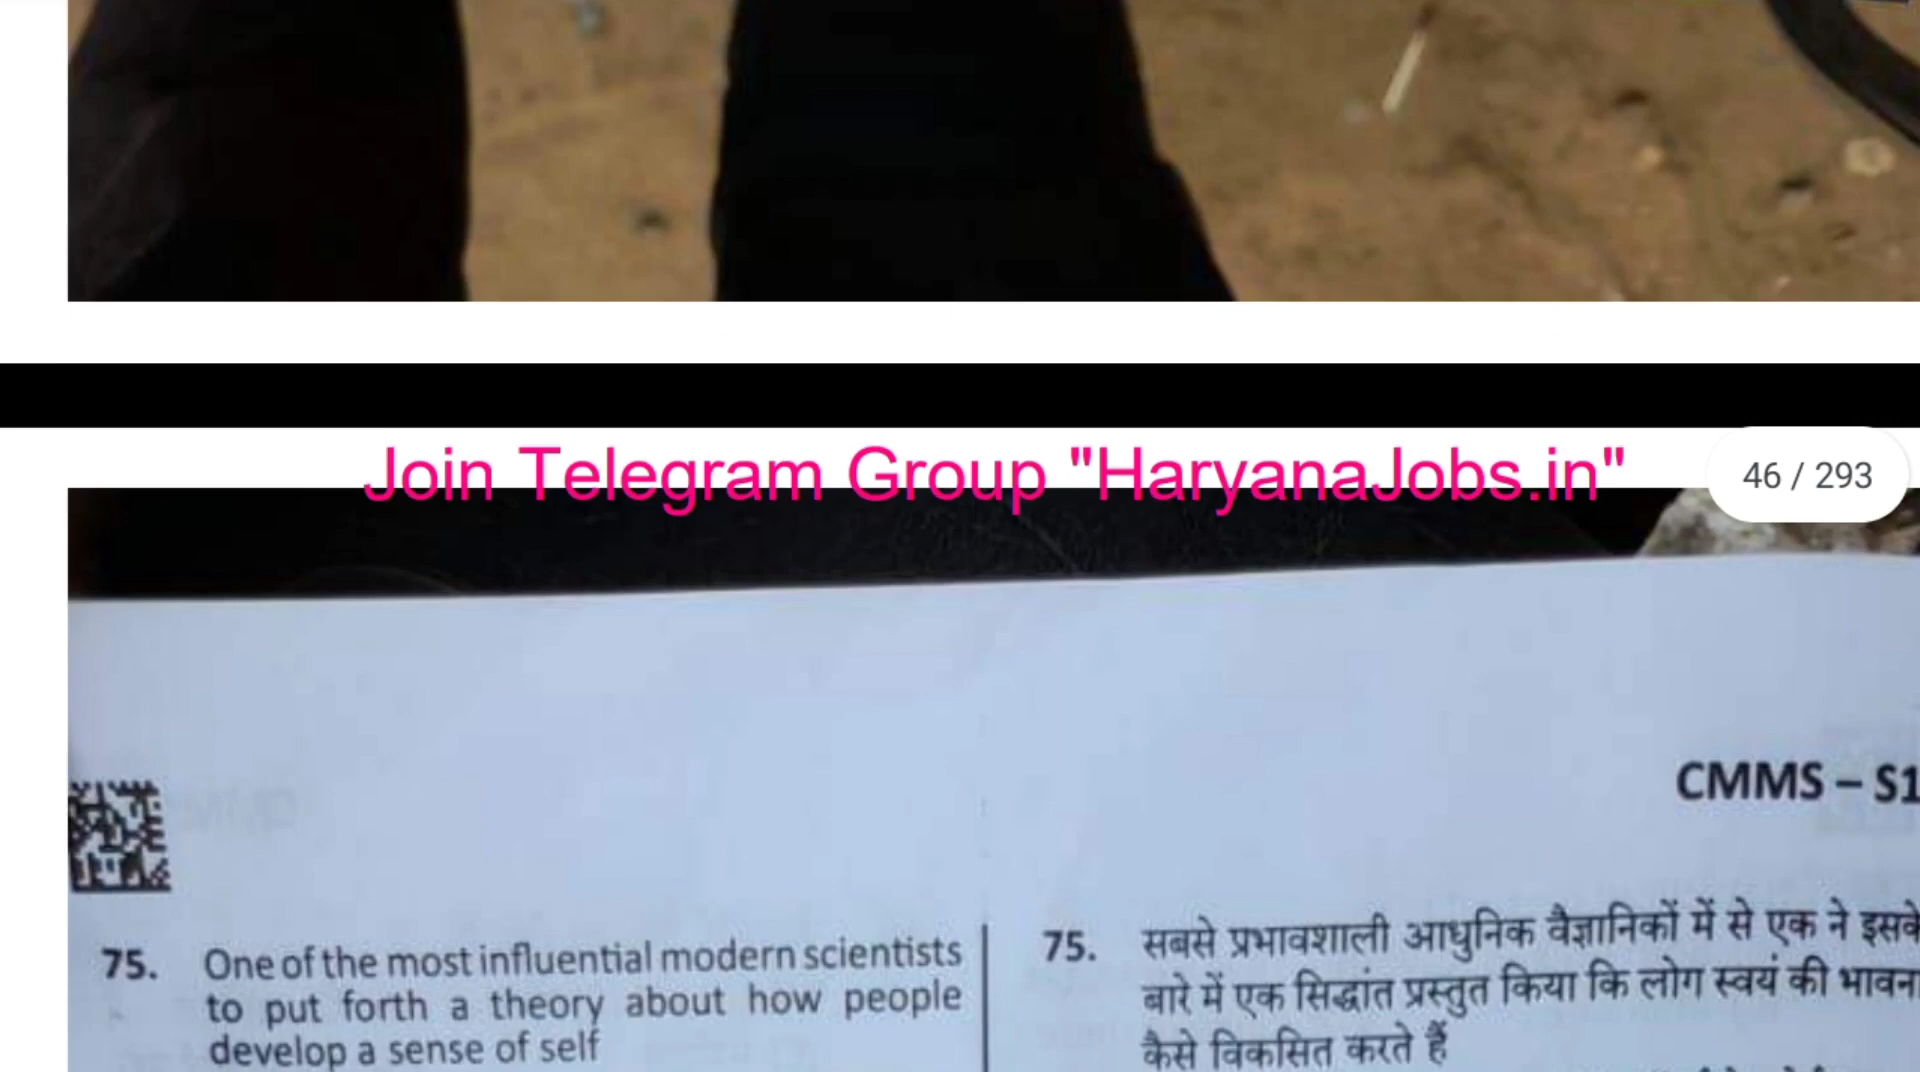 Join Telegram Group "HaryanaJobs.in"
46 / 293
CMMS – S1
75. One of the most influential modern scientists
to put forth a theory about how people
develop a sense of self
75. सबसे प्रभावशाली आधुनिक वैज्ञानिकों में से एक ने इसके
बारे में एक सिद्धांत प्रस्तुत किया कि लोग स्वयं की भावना
कैसे विकसित करते हैं